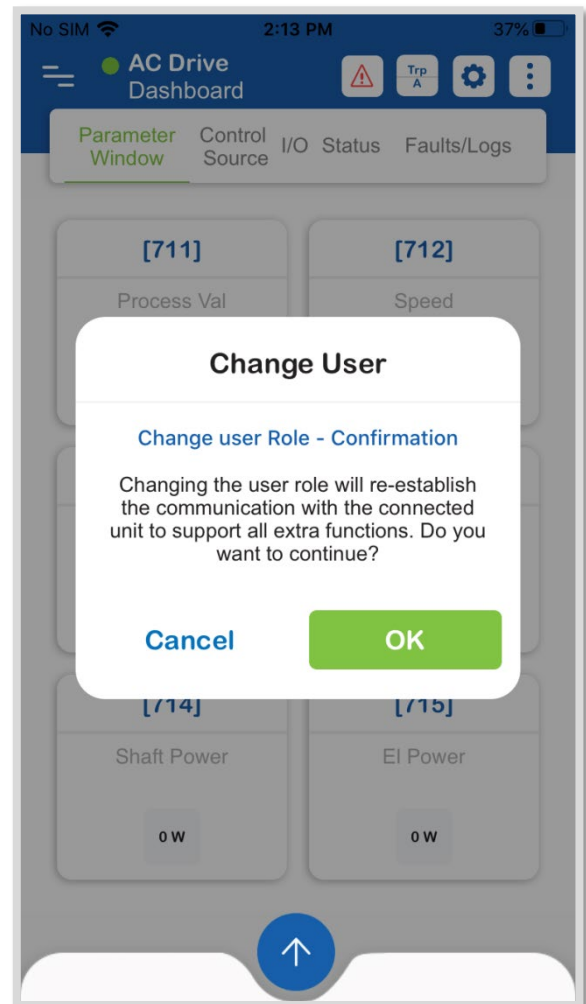 No SIM 2:13 PM 37%
AC Drive
Dashboard
Trp
A
Parameter
Window
Control
Source
I/O
Status
Faults/Logs
[711] [712]
Process Val Speed
Change User
Change user Role - Confirmation
Changing the user role will re-establish
the communication with the connected
unit to support all extra functions. Do you
want to continue?
Cancel OK
[714] [715]
Shaft Power El Power
0 W 0 W